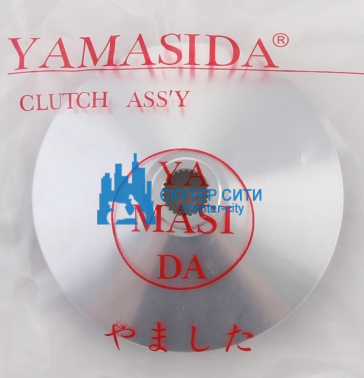 YAMASIDA®
CLUTCH ASS'Y
YA
СКУТЕР СИТИ
scooter-city
MASI
DA
やました